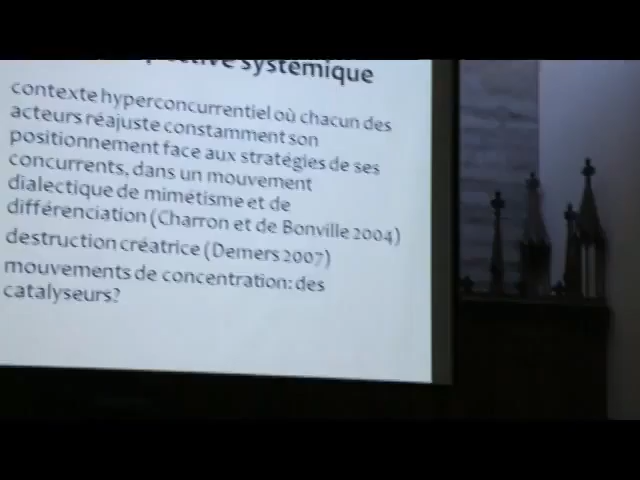 systémique
contexte hyperconcurrentiel où chacun des
acteurs réajuste constamment son
positionnement face aux stratégies de ses
concurrents, dans un mouvement
dialectique de mimétisme et de
différenciation (Charron et de Bonville 2004)
destruction créatrice (Demers 2007)
mouvements de concentration: des
catalyseurs?